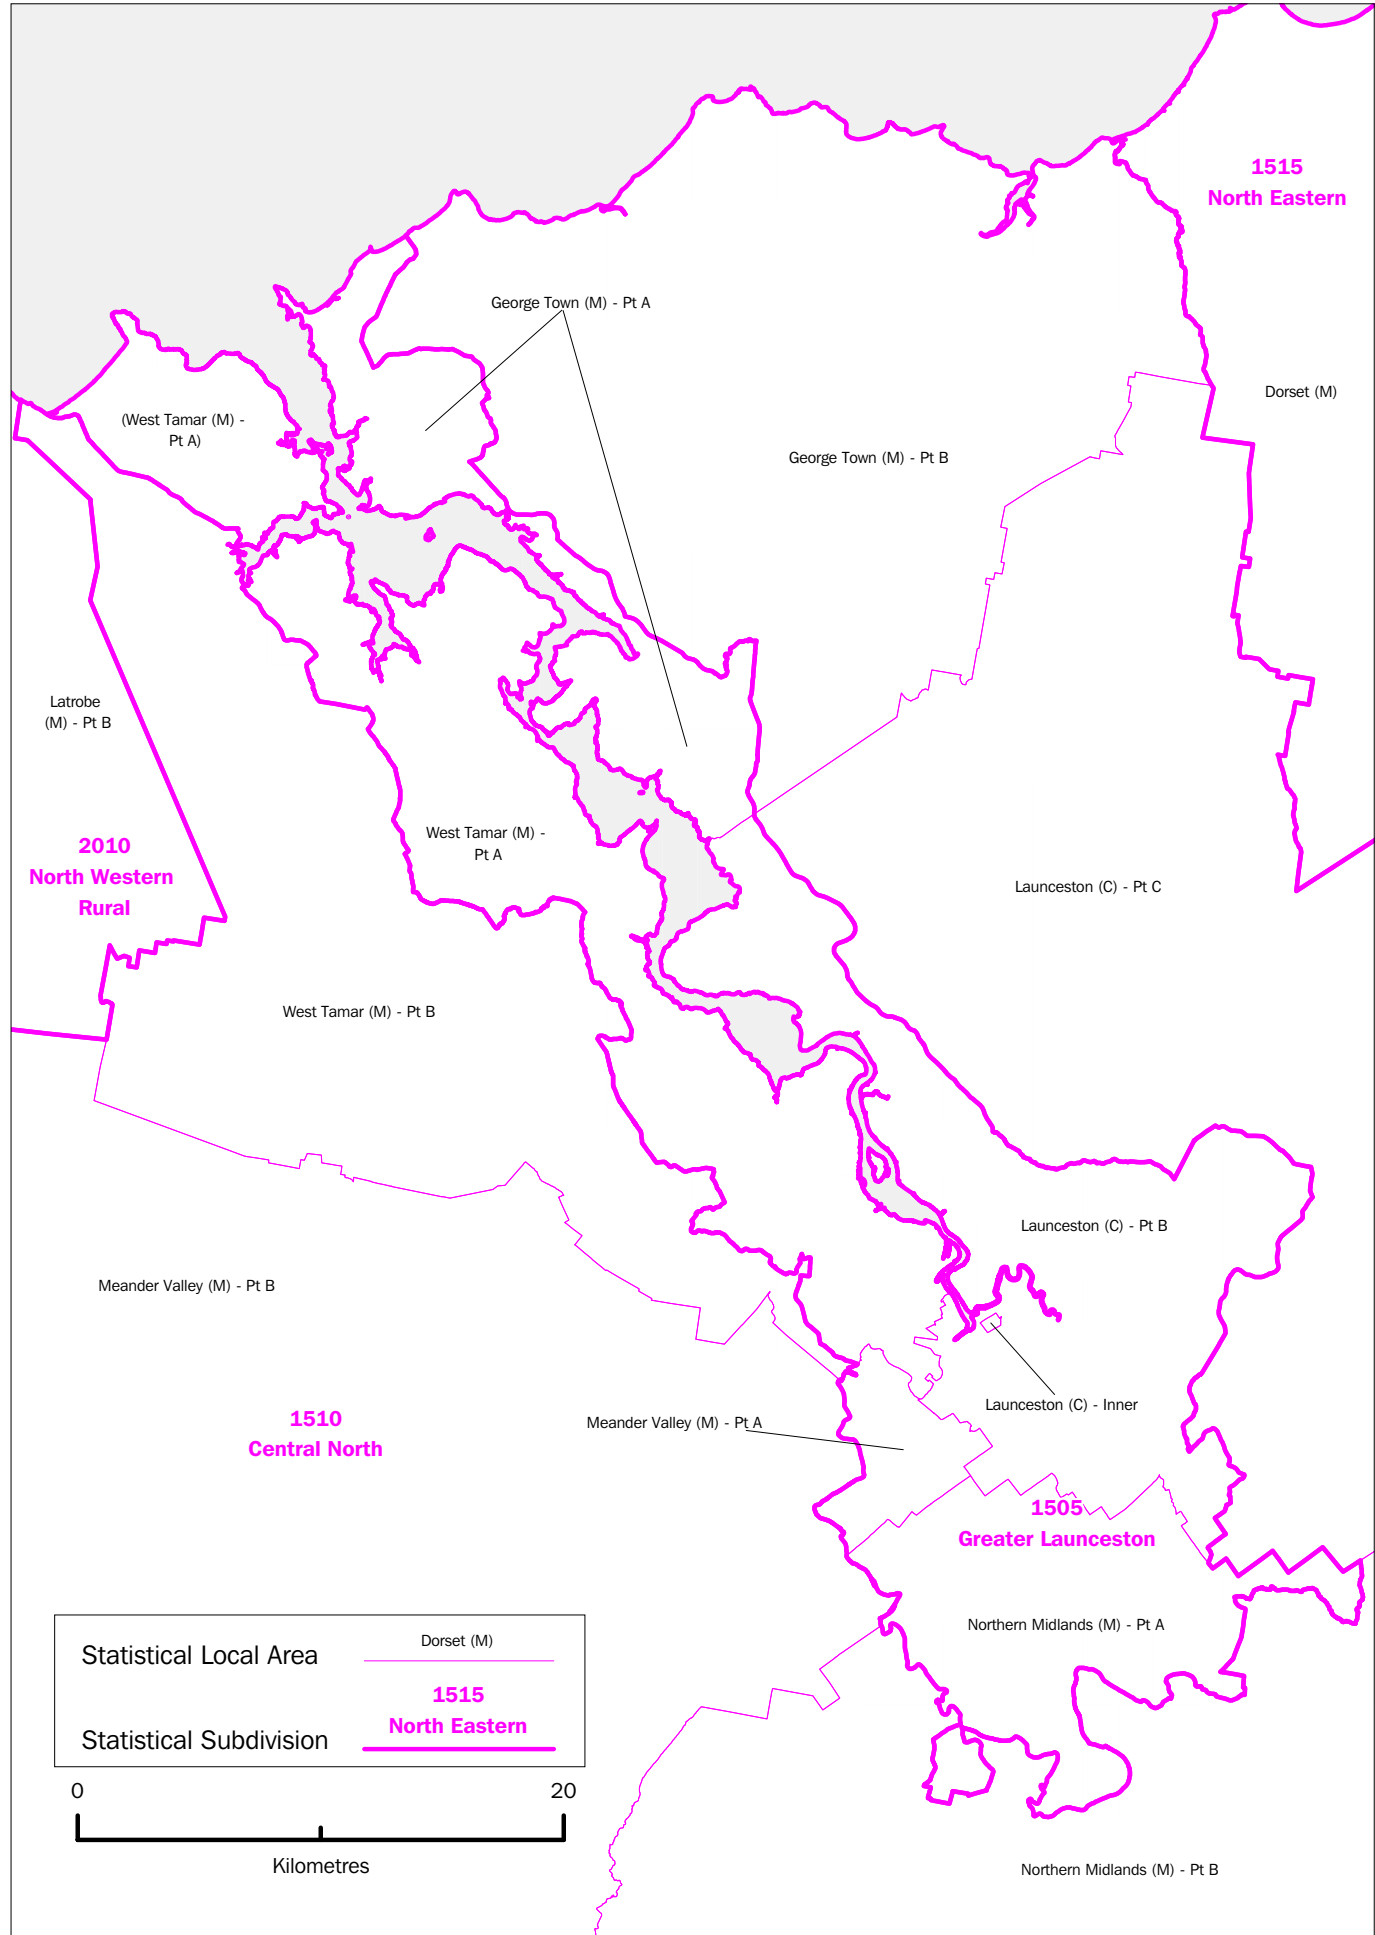 1515
North Eastern
George Town (M) - Pt A
Dorset (M)
(West Tamar (M) -
Pt A)
George Town (M) - Pt B
Latrobe
(M) - Pt B
West Tamar (M) -
Pt A
2010
North Western
Rural
Launceston (C) - Pt C
West Tamar (M) - Pt B
Launceston (C) - Pt B
Meander Valley (M) - Pt B
Launceston (C) - Inner
1510
Central North
Meander Valley (M) - Pt A
1505
Greater Launceston
Northern Midlands (M) - Pt A
Statistical Local Area
Dorset (M)
1515
North Eastern
Statistical Subdivision
0
20
Kilometres
Northern Midlands (M) - Pt B